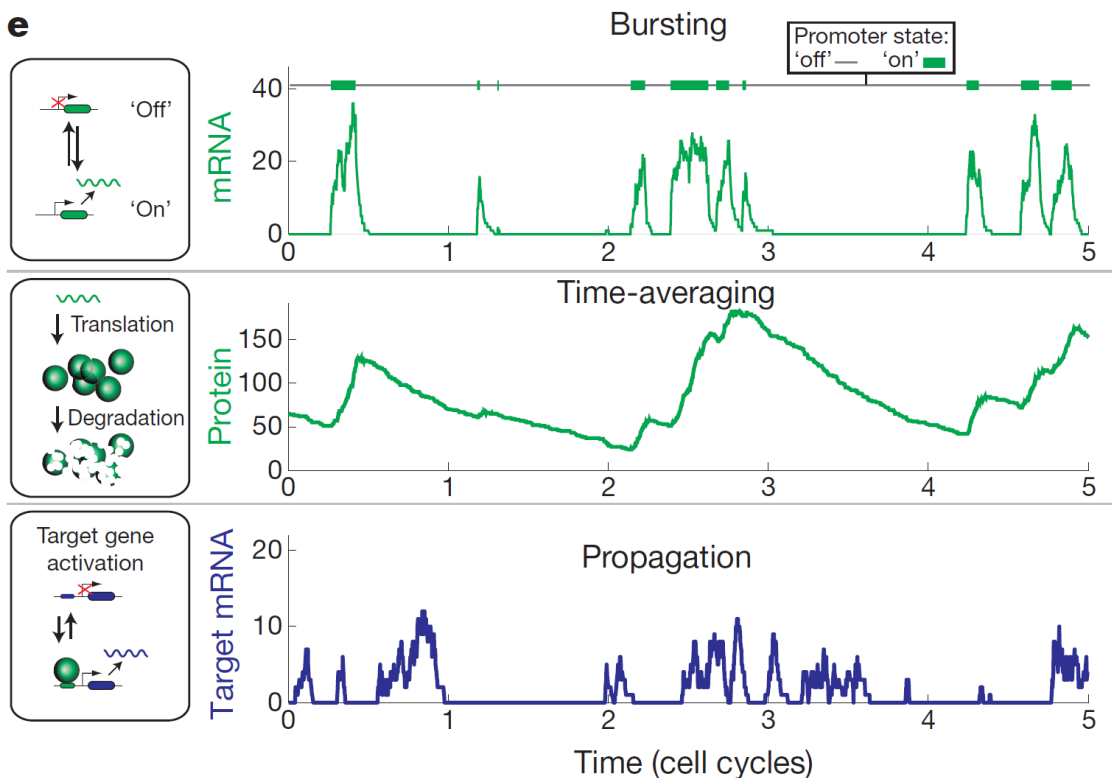 e
Bursting
Promoter state:
‘off’ ‘on’
‘Off’
‘On’
mRNA
40
20
0
0 1 2 3 4 5
Time-averaging
Translation
Degradation
Protein
150
100
50
0
0 1 2 3 4 5
Target gene
activation
Propagation
Target mRNA
20
10
0
0 1 2 3 4 5
Time (cell cycles)